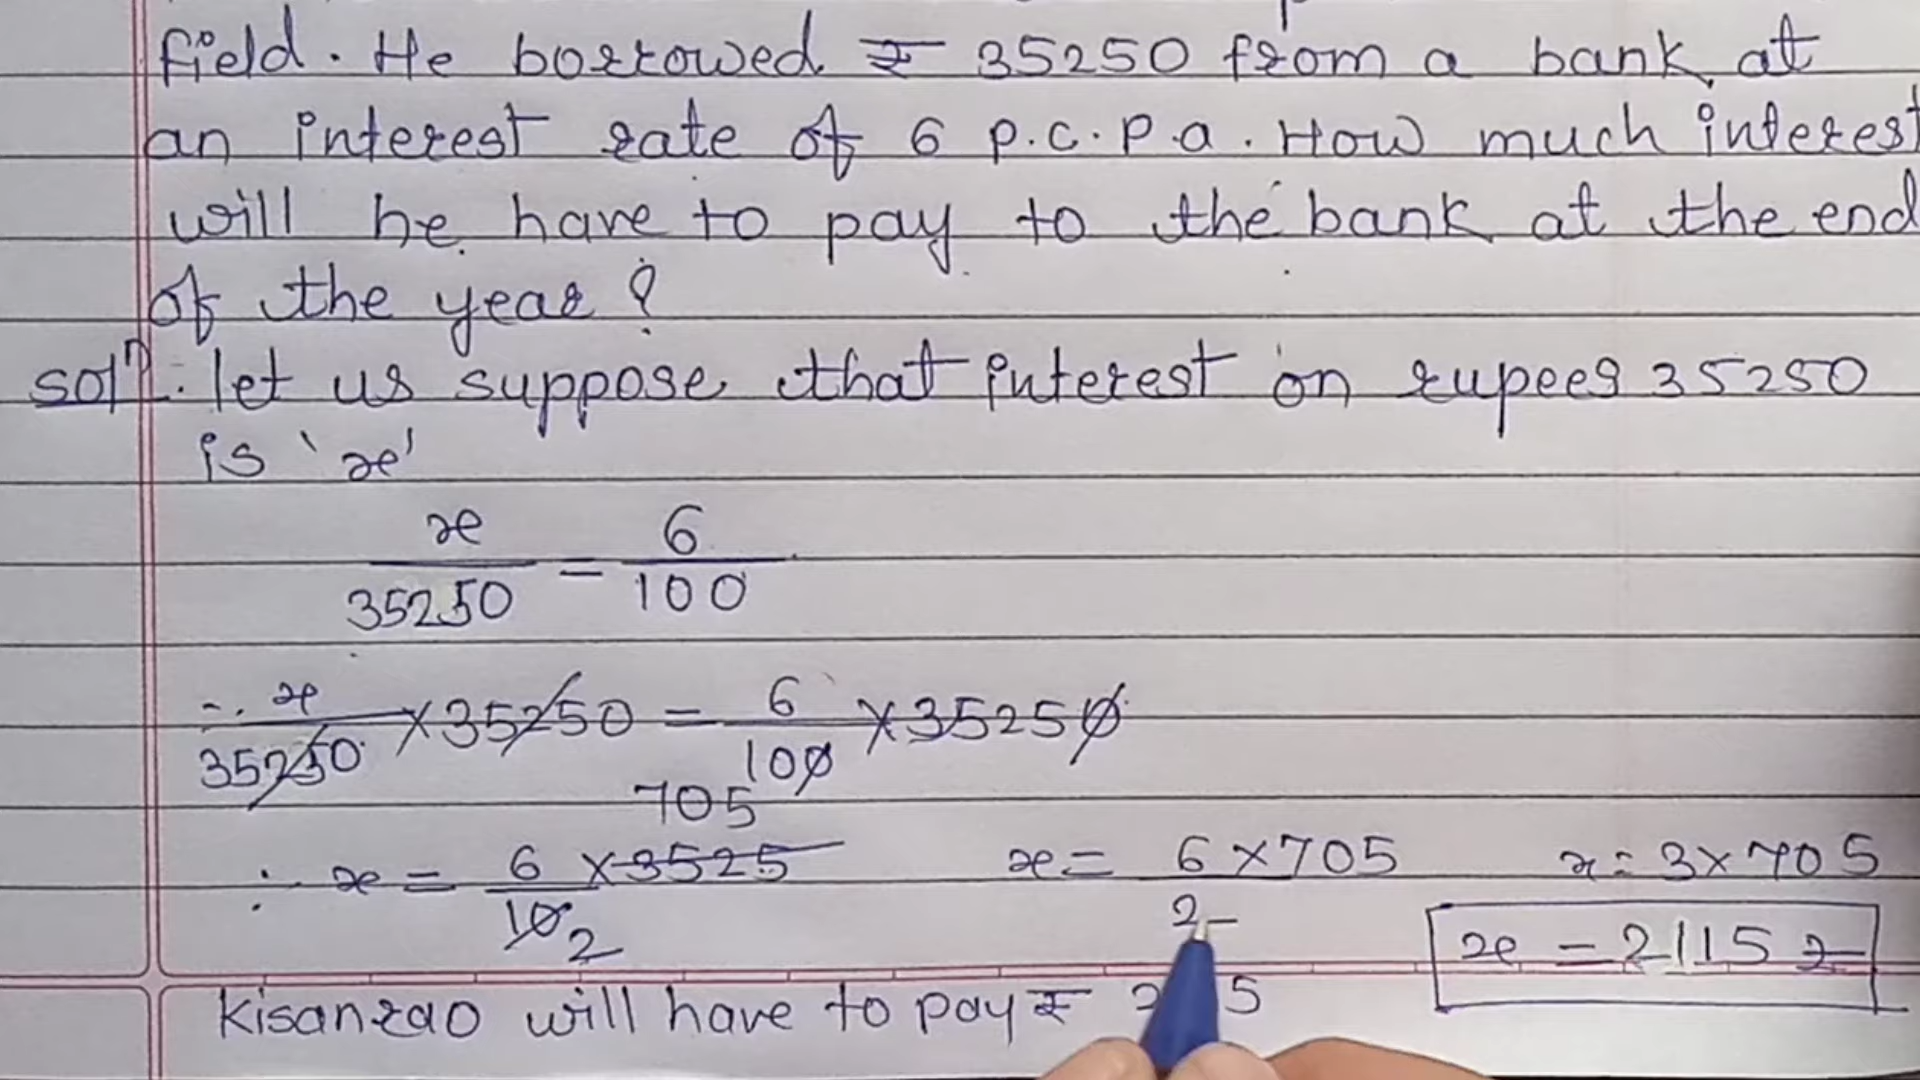 field. He borrowed ₹ 35250 from a bank at
an interest rate of 6 p.c.p.a. How much interest
will he have to pay to the bank at the end
of the year?
solⁿ. let us suppose that interest on rupees 35250
is 'x'
x/35250 = 6/100
∴ x/35250 × 35250 = 6/100 × 35250
705
∴ x = 6 × 3525/10 2 x = 6 × 705/2 x = 3 × 705
x = 2115 ₹
kisanrao will have to pay ₹